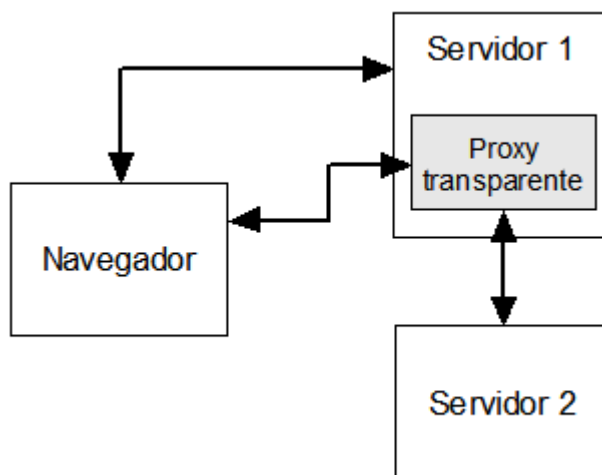 Servidor 1
Proxy
transparente
Navegador
Servidor 2